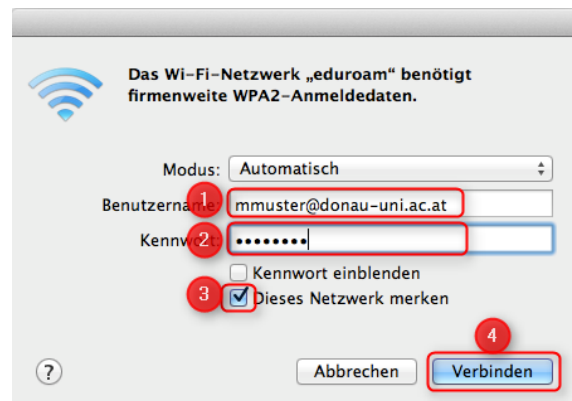 Das Wi-Fi-Netzwerk „eduroam“ benötigt
firmenweite WPA2-Anmeldedaten.
Modus: Automatisch
Benutzername: 1 mmuster@donau-uni.ac.at
Kennwort: 2 ••••••••
Kennwort einblenden
3 Dieses Netzwerk merken
4
? Abbrechen Verbinden